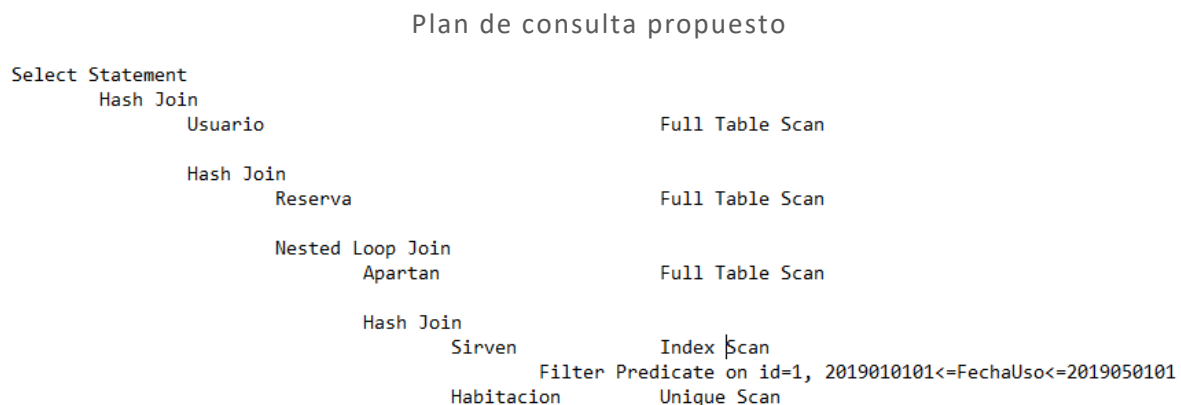 Plan de consulta propuesto
Select Statement
Hash Join
Usuario Full Table Scan
Hash Join
Reserva Full Table Scan
Nested Loop Join
Apartan Full Table Scan
Hash Join
Sirven Index Scan
Filter Predicate on id=1, 2019010101<=FechaUso<=2019050101
Habitacion Unique Scan